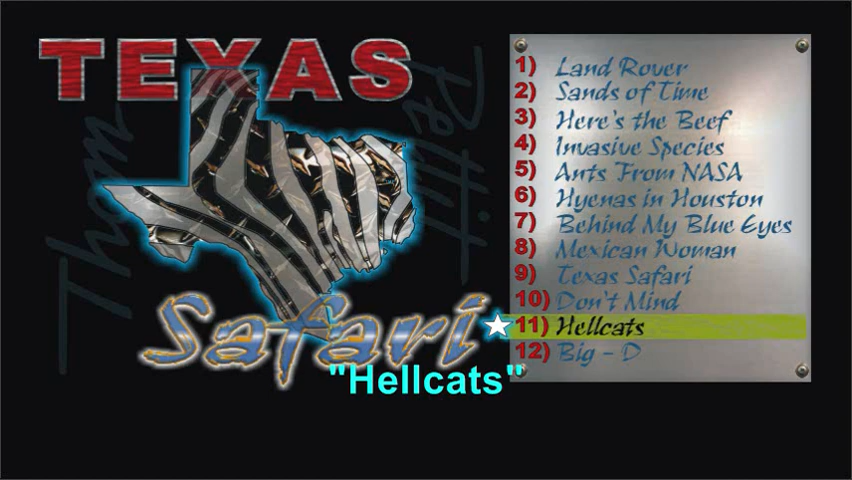 TEXAS
Thom
Pettit
Safari
"Hellcats"
1) Land Rover
2) Sands of Time
3) Here's the Beef
4) Invasive Species
5) Ants From NASA
6) Hyenas in Houston
7) Behind My Blue Eyes
8) Mexican Woman
9) Texas Safari
10) Don't Mind
11) Hellcats
12) Big - D